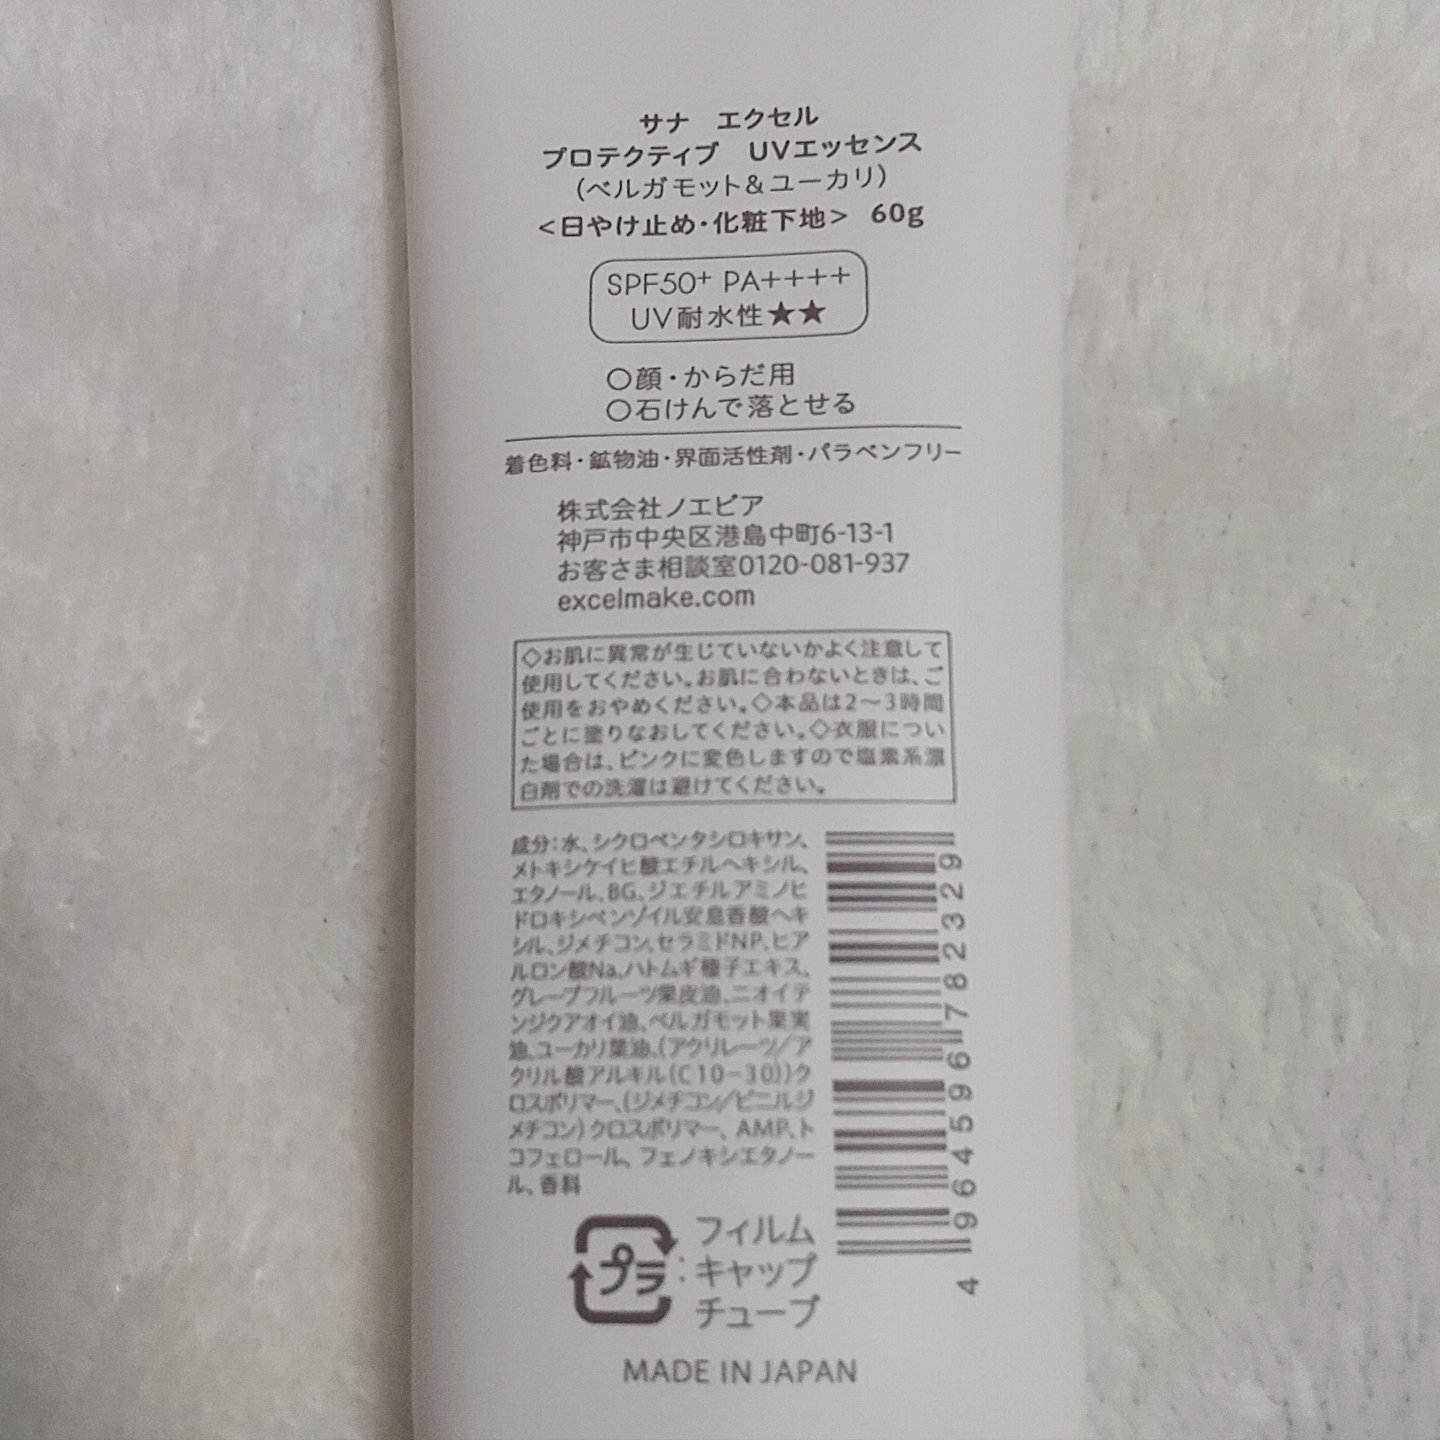 サナ　エクセル
プロテクティブ　UVエッセンス
(ベルガモット&ユーカリ)
<日やけ止め・化粧下地>　60g
SPF50+ PA++++
UV耐水性★★
○顔・からだ用
○石けんで落とせる
着色料・鉱物油・界面活性剤・パラベンフリー
株式会社ノエビア
神戸市中央区港島中町6-13-1
お客さま相談室0120-081-937
excelmake.com
◇お肌に異常が生じていないかよく注意して
使用してください。お肌に合わないときは、ご
使用をおやめください。◇本品は2～3時間
ごとに塗りなおしてください。◇衣服につい
た場合は、ピンクに変色しますので塩素系漂
白剤での洗濯は避けてください。
成分:水、シクロペンタシロキサン、
メトキシケイヒ酸エチルヘキシル、
エタノール、BG、ジエチルアミノヒ
ドロキシベンゾイル安息香酸ヘキ
シル、ジメチコン、セラミドNP、ヒア
ルロン酸Na、ハトムギ種子エキス、
グレープフルーツ果皮油、ニオイテ
ンジクアオイ油、ベルガモット果実
油、ユーカリ葉油、(アクリレーツ/ア
クリル酸アルキル(C10-30))ク
ロスポリマー、(ジメチコン/ビニルジ
メチコン)クロスポリマー、AMP、ト
コフェロール、フェノキシエタノー
ル、香料
4 964596 782329
プラ
:
フィルム
キャップ
チューブ
MADE IN JAPAN